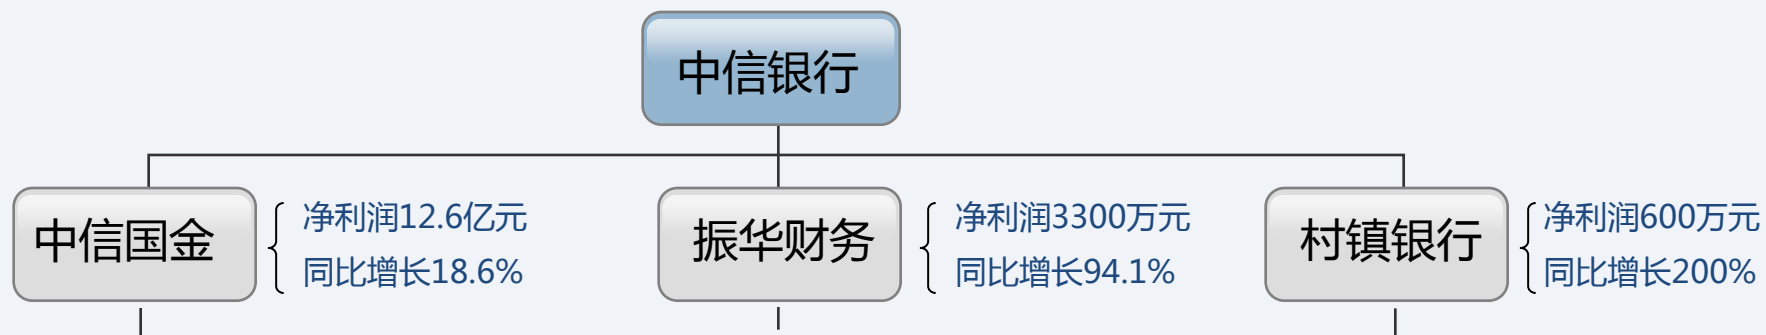 中信银行
中信国金
净利润12.6亿元
同比增长18.6%
振华财务
净利润3300万元
同比增长94.1%
村镇银行
净利润600万元
同比增长200%